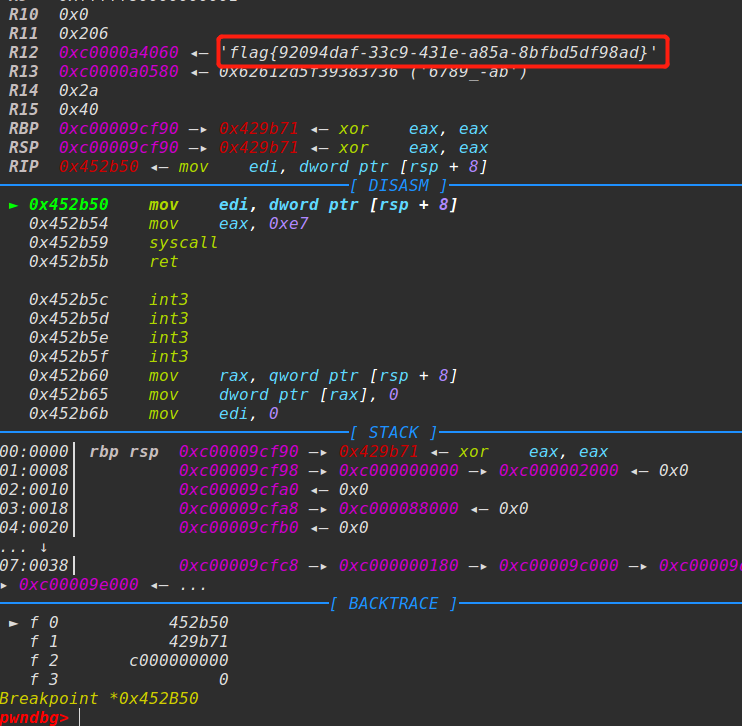 R10  0x0
R11  0x206
R12  0xc0000a4060 ◂— 'flag{92094daf-33c9-431e-a85a-8bfbd5df98ad}'
R13  0xc0000a0580 ◂— 0x62612d5f39383736 ('6789_-ab')
R14  0x2a
R15  0x40
RBP  0xc00009cf90 —▸ 0x429b71 ◂— xor    eax, eax
RSP  0xc00009cf90 —▸ 0x429b71 ◂— xor    eax, eax
RIP  0x452b50 ◂— mov    edi, dword ptr [rsp + 8]
[ DISASM ]
► 0x452b50    mov    edi, dword ptr [rsp + 8]
0x452b54    mov    eax, 0xe7
0x452b59    syscall
0x452b5b    ret
0x452b5c    int3
0x452b5d    int3
0x452b5e    int3
0x452b5f    int3
0x452b60    mov    rax, qword ptr [rsp + 8]
0x452b65    mov    dword ptr [rax], 0
0x452b6b    mov    edi, 0
[ STACK ]
00:0000│ rbp rsp  0xc00009cf90 —▸ 0x429b71 ◂— xor    eax, eax
01:0008│          0xc00009cf98 —▸ 0xc000000000 —▸ 0xc000002000 ◂— 0x0
02:0010│          0xc00009cfa0 ◂— 0x0
03:0018│          0xc00009cfa8 —▸ 0xc000088000 ◂— 0x0
04:0020│          0xc00009cfb0 ◂— 0x0
... ↓
07:0038│          0xc00009cfc8 —▸ 0xc000000180 —▸ 0xc00009c000 —▸
▸ 0xc00009e000 ◂— ...
[ BACKTRACE ]
► f 0           452b50
f 1           429b71
f 2       c000000000
f 3                0
Breakpoint *0x452B50
pwndbg>